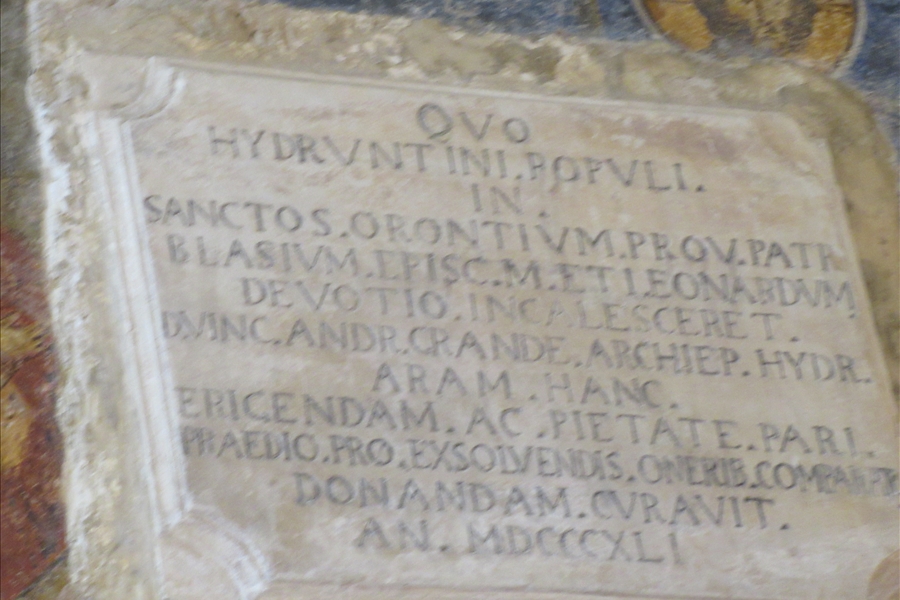 QVO
HYDRVNTINI.POPVLI.
IN.
SANCTOS.ORONTIVM.PROV.PATR
BLASIVM.EPISC.M.ET LEONARDVM
DEVOTIO.INCALESCERET.
D.VINC.ANDR.GRANDE.ARCHIEP.HYDR.
ARAM.HANC.
ERIGENDAM.AC.PIETATE.PARI.
PRAEDIO.PRO.EXSOLVENDIS.ONERIB.
DONANDAM.CVRAVIT.
AN. MDCCCXLI